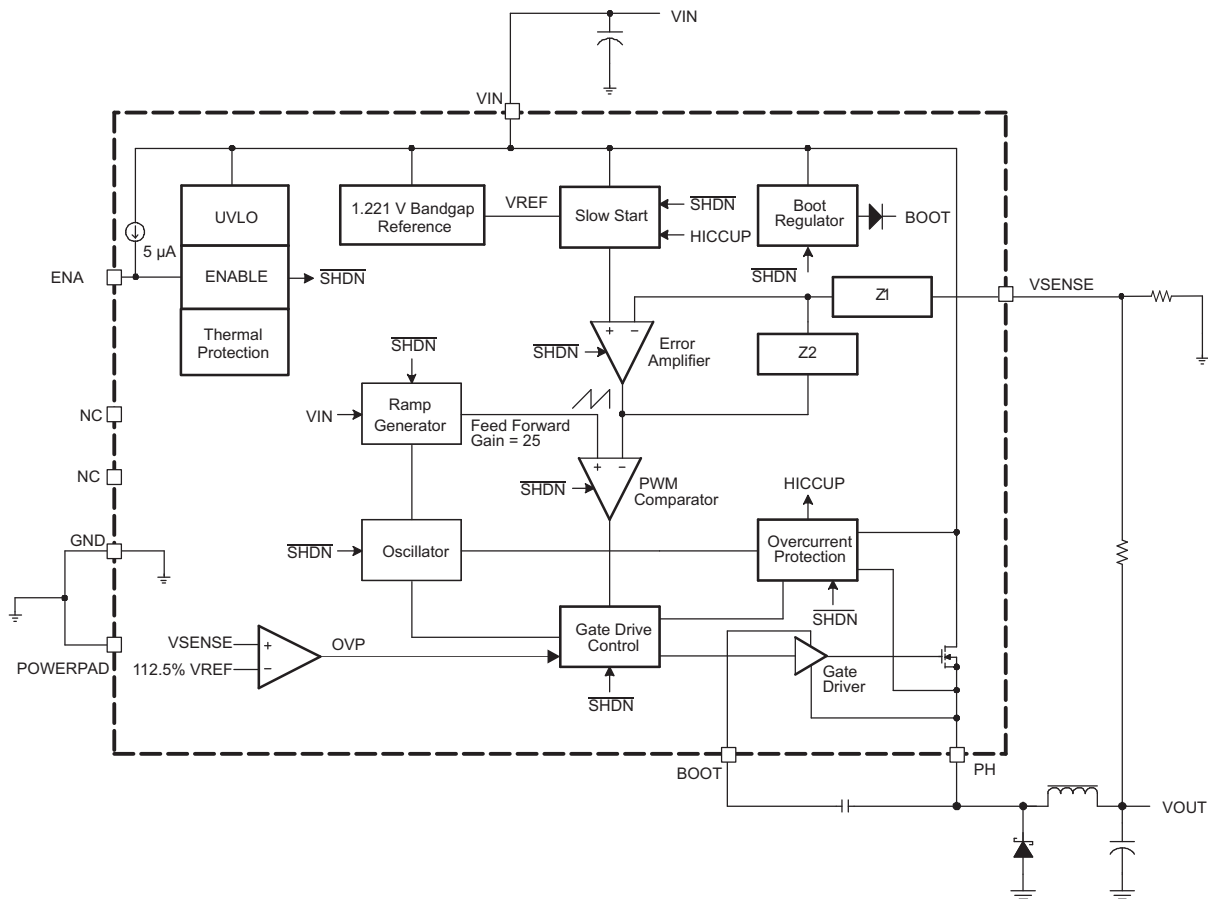 VIN
VIN
UVLO
1.221 V Bandgap
Reference
VREF
Slow Start
SHDN
HICCUP
Boot
Regulator
BOOT
5 µA
ENA
ENABLE
SHDN
SHDN
VSENSE
Z1
Thermal
Protection
SHDN
SHDN
+
−
Error
Amplifier
Z2
NC
VIN
Ramp
Generator
Feed Forward
Gain = 25
NC
SHDN
+
−
PWM
Comparator
HICCUP
GND
SHDN
Oscillator
Overcurrent
Protection
SHDN
POWERPAD
VSENSE
112.5% VREF
+
−
OVP
Gate Drive
Control
SHDN
Gate
Driver
BOOT
PH
VOUT